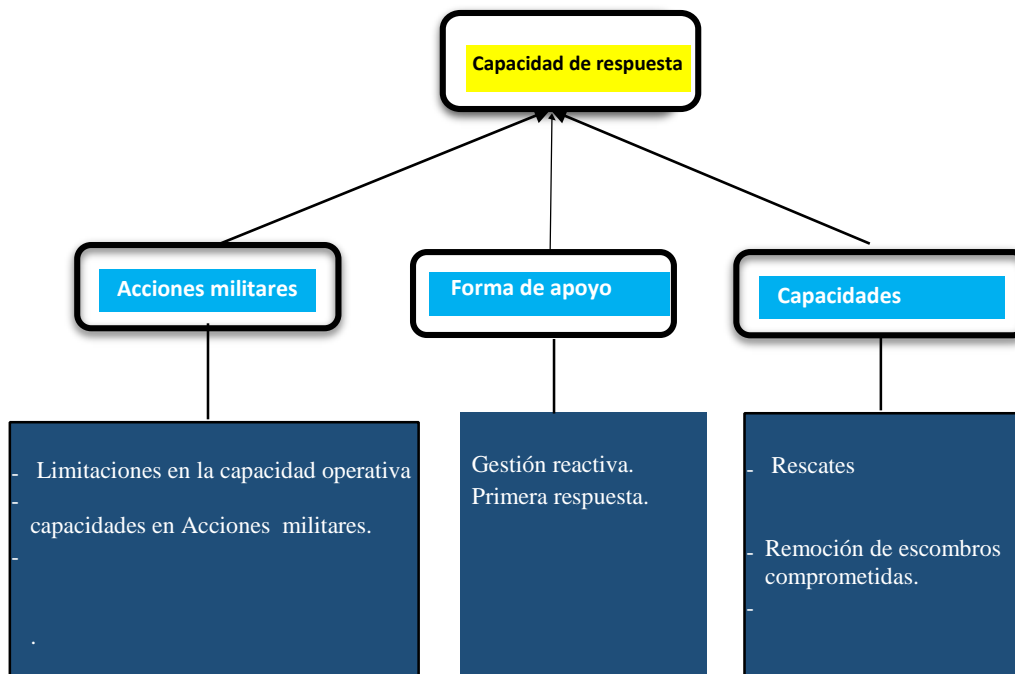 Capacidad de respuesta
Acciones militares
Forma de apoyo
Capacidades
- Limitaciones en la capacidad operativa
-
capacidades en Acciones militares.
-
.
Gestión reactiva.
Primera respuesta.
- Rescates
- Remoción de escombros
comprometidas.
-